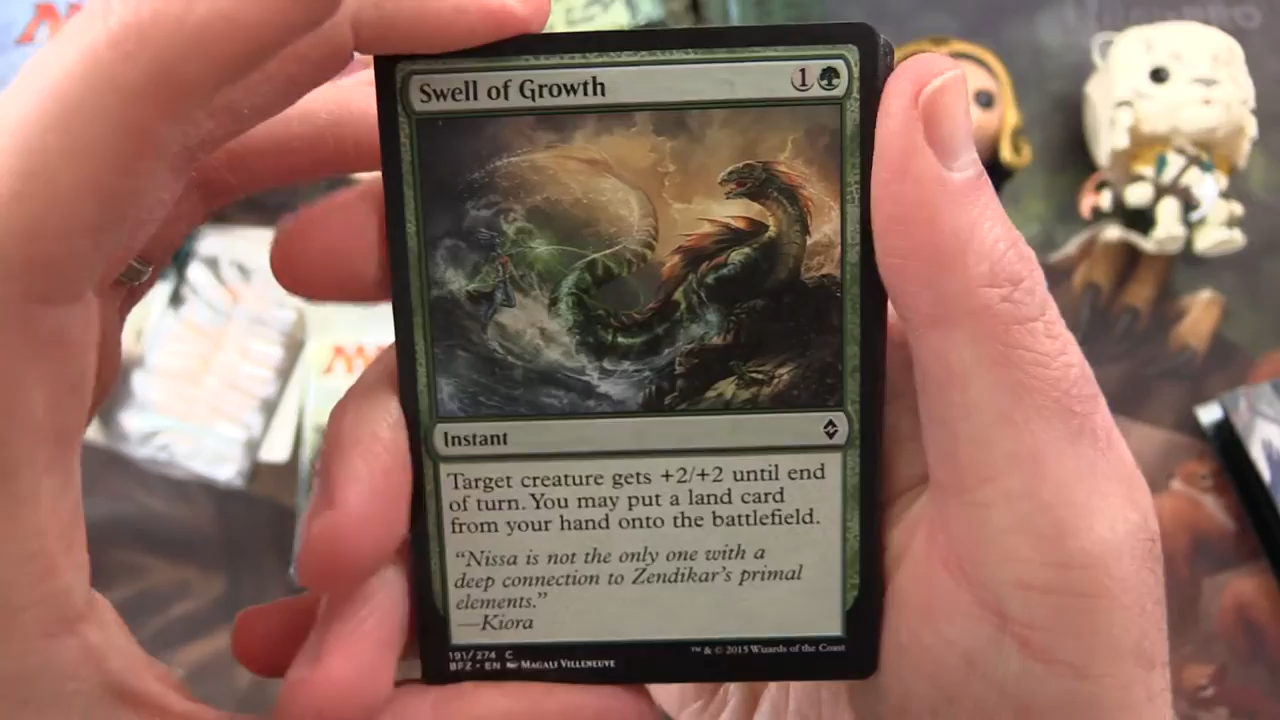 Swell of Growth
1
Instant
Target creature gets +2/+2 until end
of turn. You may put a land card
from your hand onto the battlefield.
“Nissa is not the only one with a
deep connection to Zendikar’s primal
elements.”
—Kiora
191/274 C
BFZ • EN MAGALI VILLENEUVE
™ & © 2015 Wizards of the Coast